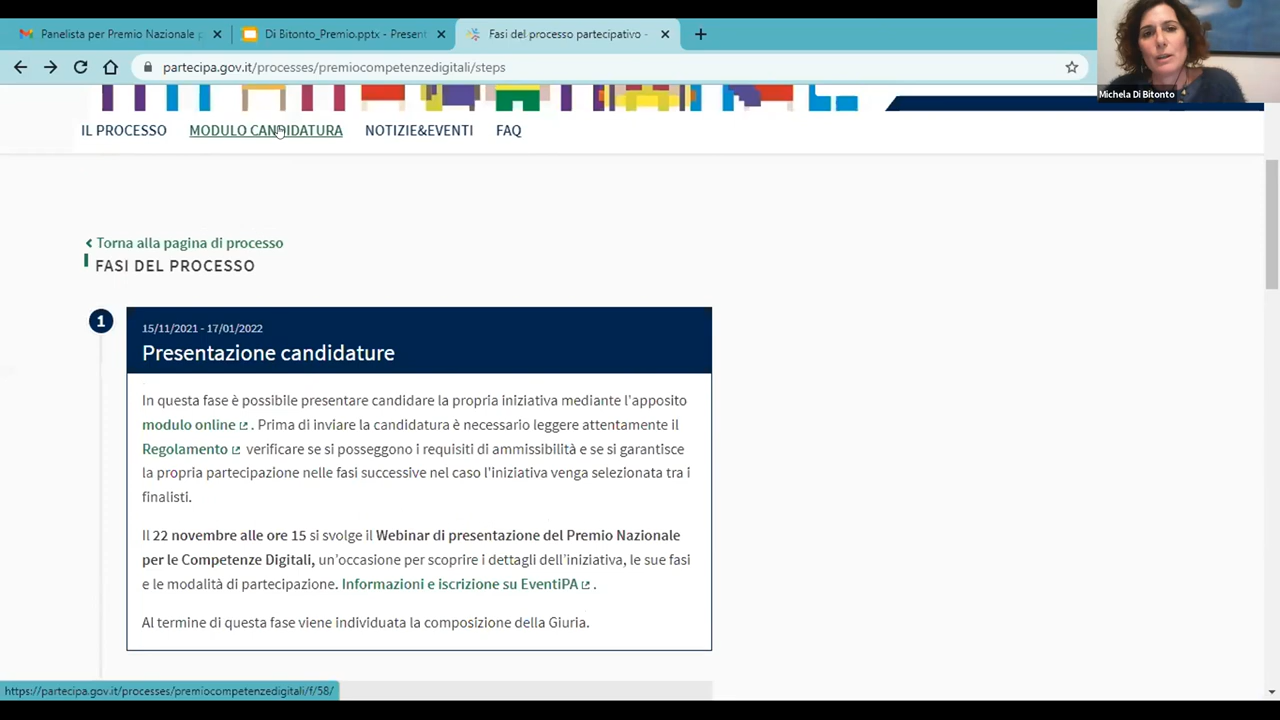 Panelista per Premio Nazionale p
Di Bitonto_Premio.pptx - Present
Fasi del processo partecipativo -
partecipa.gov.it/processes/premiocompetenzedigitali/steps
Michela Di Bitonto
IL PROCESSO MODULO CANDIDATURA NOTIZIE&EVENTI FAQ
Torna alla pagina di processo
FASI DEL PROCESSO
1
15/11/2021 - 17/01/2022
Presentazione candidature
In questa fase è possibile presentare candidare la propria iniziativa mediante l'apposito
modulo online . Prima di inviare la candidatura è necessario leggere attentamente il
Regolamento verificare se si posseggono i requisiti di ammissibilità e se si garantisce
la propria partecipazione nelle fasi successive nel caso l'iniziativa venga selezionata tra i
finalisti.
Il 22 novembre alle ore 15 si svolge il Webinar di presentazione del Premio Nazionale
per le Competenze Digitali, un'occasione per scoprire i dettagli dell'iniziativa, le sue fasi
e le modalità di partecipazione. Informazioni e iscrizione su EventiPA .
Al termine di questa fase viene individuata la composizione della Giuria.
https://partecipa.gov.it/processes/premiocompetenzedigitali/f/58/